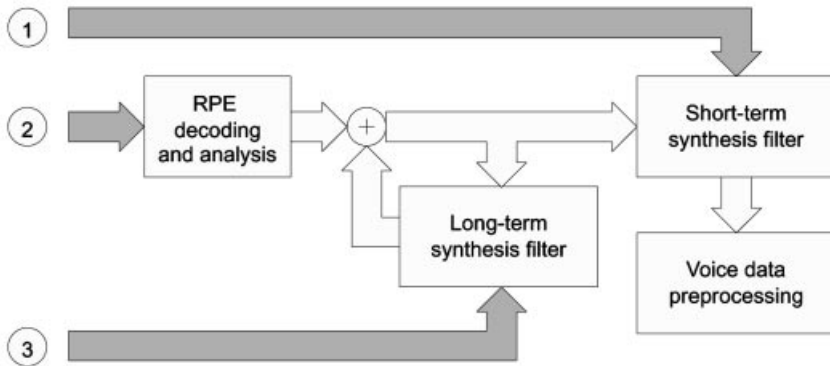 1
2
RPE
decoding
and analysis
+
Short-term
synthesis filter
Long-term
synthesis filter
Voice data
preprocessing
3